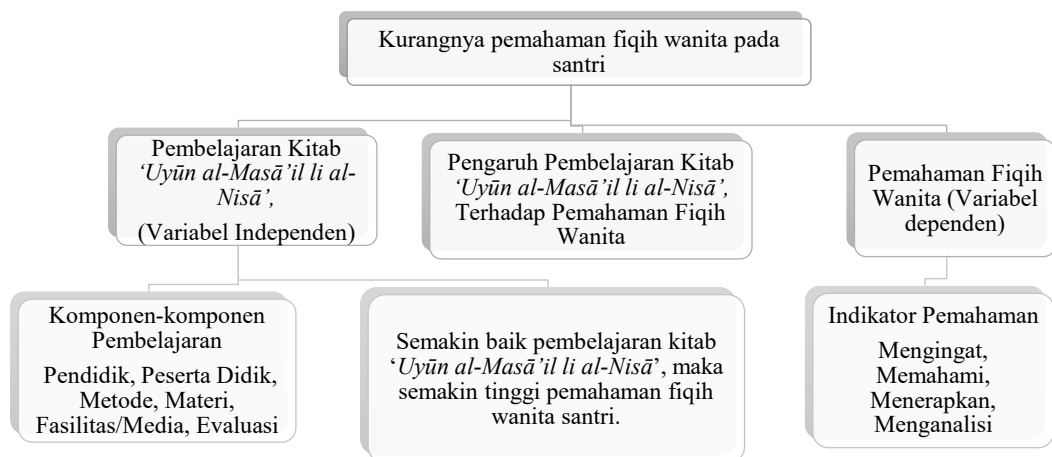 Kurangnya pemahaman fiqih wanita pada
santri
Pembelajaran Kitab
‘Uyūn al-Masā’il li al-
Nisā’,
(Variabel Independen)
Pengaruh Pembelajaran Kitab
‘Uyūn al-Masā’il li al-Nisā’,
Terhadap Pemahaman Fiqih
Wanita
Pemahaman Fiqih
Wanita (Variabel
dependen)
Komponen-komponen
Pembelajaran
Pendidik, Peserta Didik,
Metode, Materi,
Fasilitas/Media, Evaluasi
Semakin baik pembelajaran kitab
‘Uyūn al-Masā’il li al-Nisā’, maka
semakin tinggi pemahaman fiqih
wanita santri.
Indikator Pemahaman
Mengingat,
Memahami,
Menerapkan,
Menganalisi